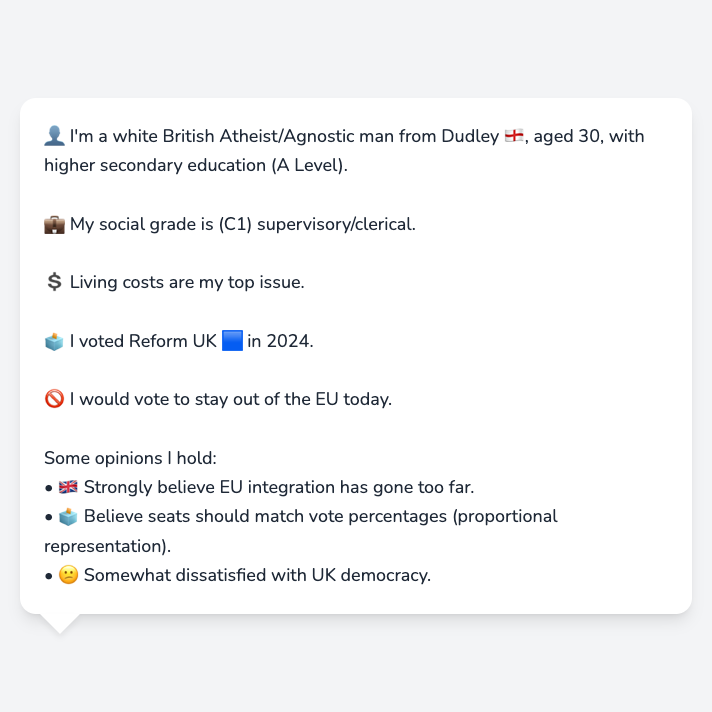 👤 I'm a white British Atheist/Agnostic man from Dudley 🏴󠁧󠁢󠁥󠁮󠁧󠁿, aged 30, with
higher secondary education (A Level).
💼 My social grade is (C1) supervisory/clerical.
💲 Living costs are my top issue.
🗳️ I voted Reform UK 🟦 in 2024.
🚫 I would vote to stay out of the EU today.
Some opinions I hold:
• 🇬🇧 Strongly believe EU integration has gone too far.
• 🗳️ Believe seats should match vote percentages (proportional
representation).
• 😕 Somewhat dissatisfied with UK democracy.